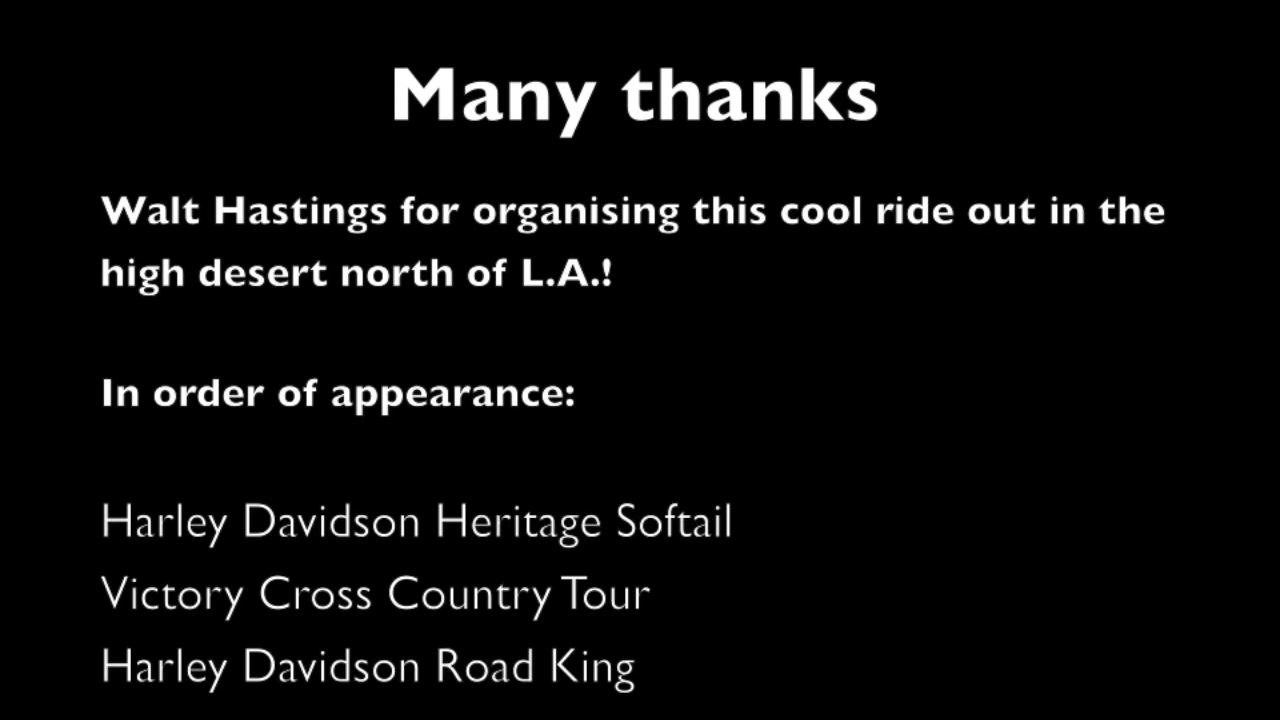 Many thanks
Walt Hastings for organising this cool ride out in the
high desert north of L.A.!
In order of appearance:
Harley Davidson Heritage Softail
Victory Cross Country Tour
Harley Davidson Road King